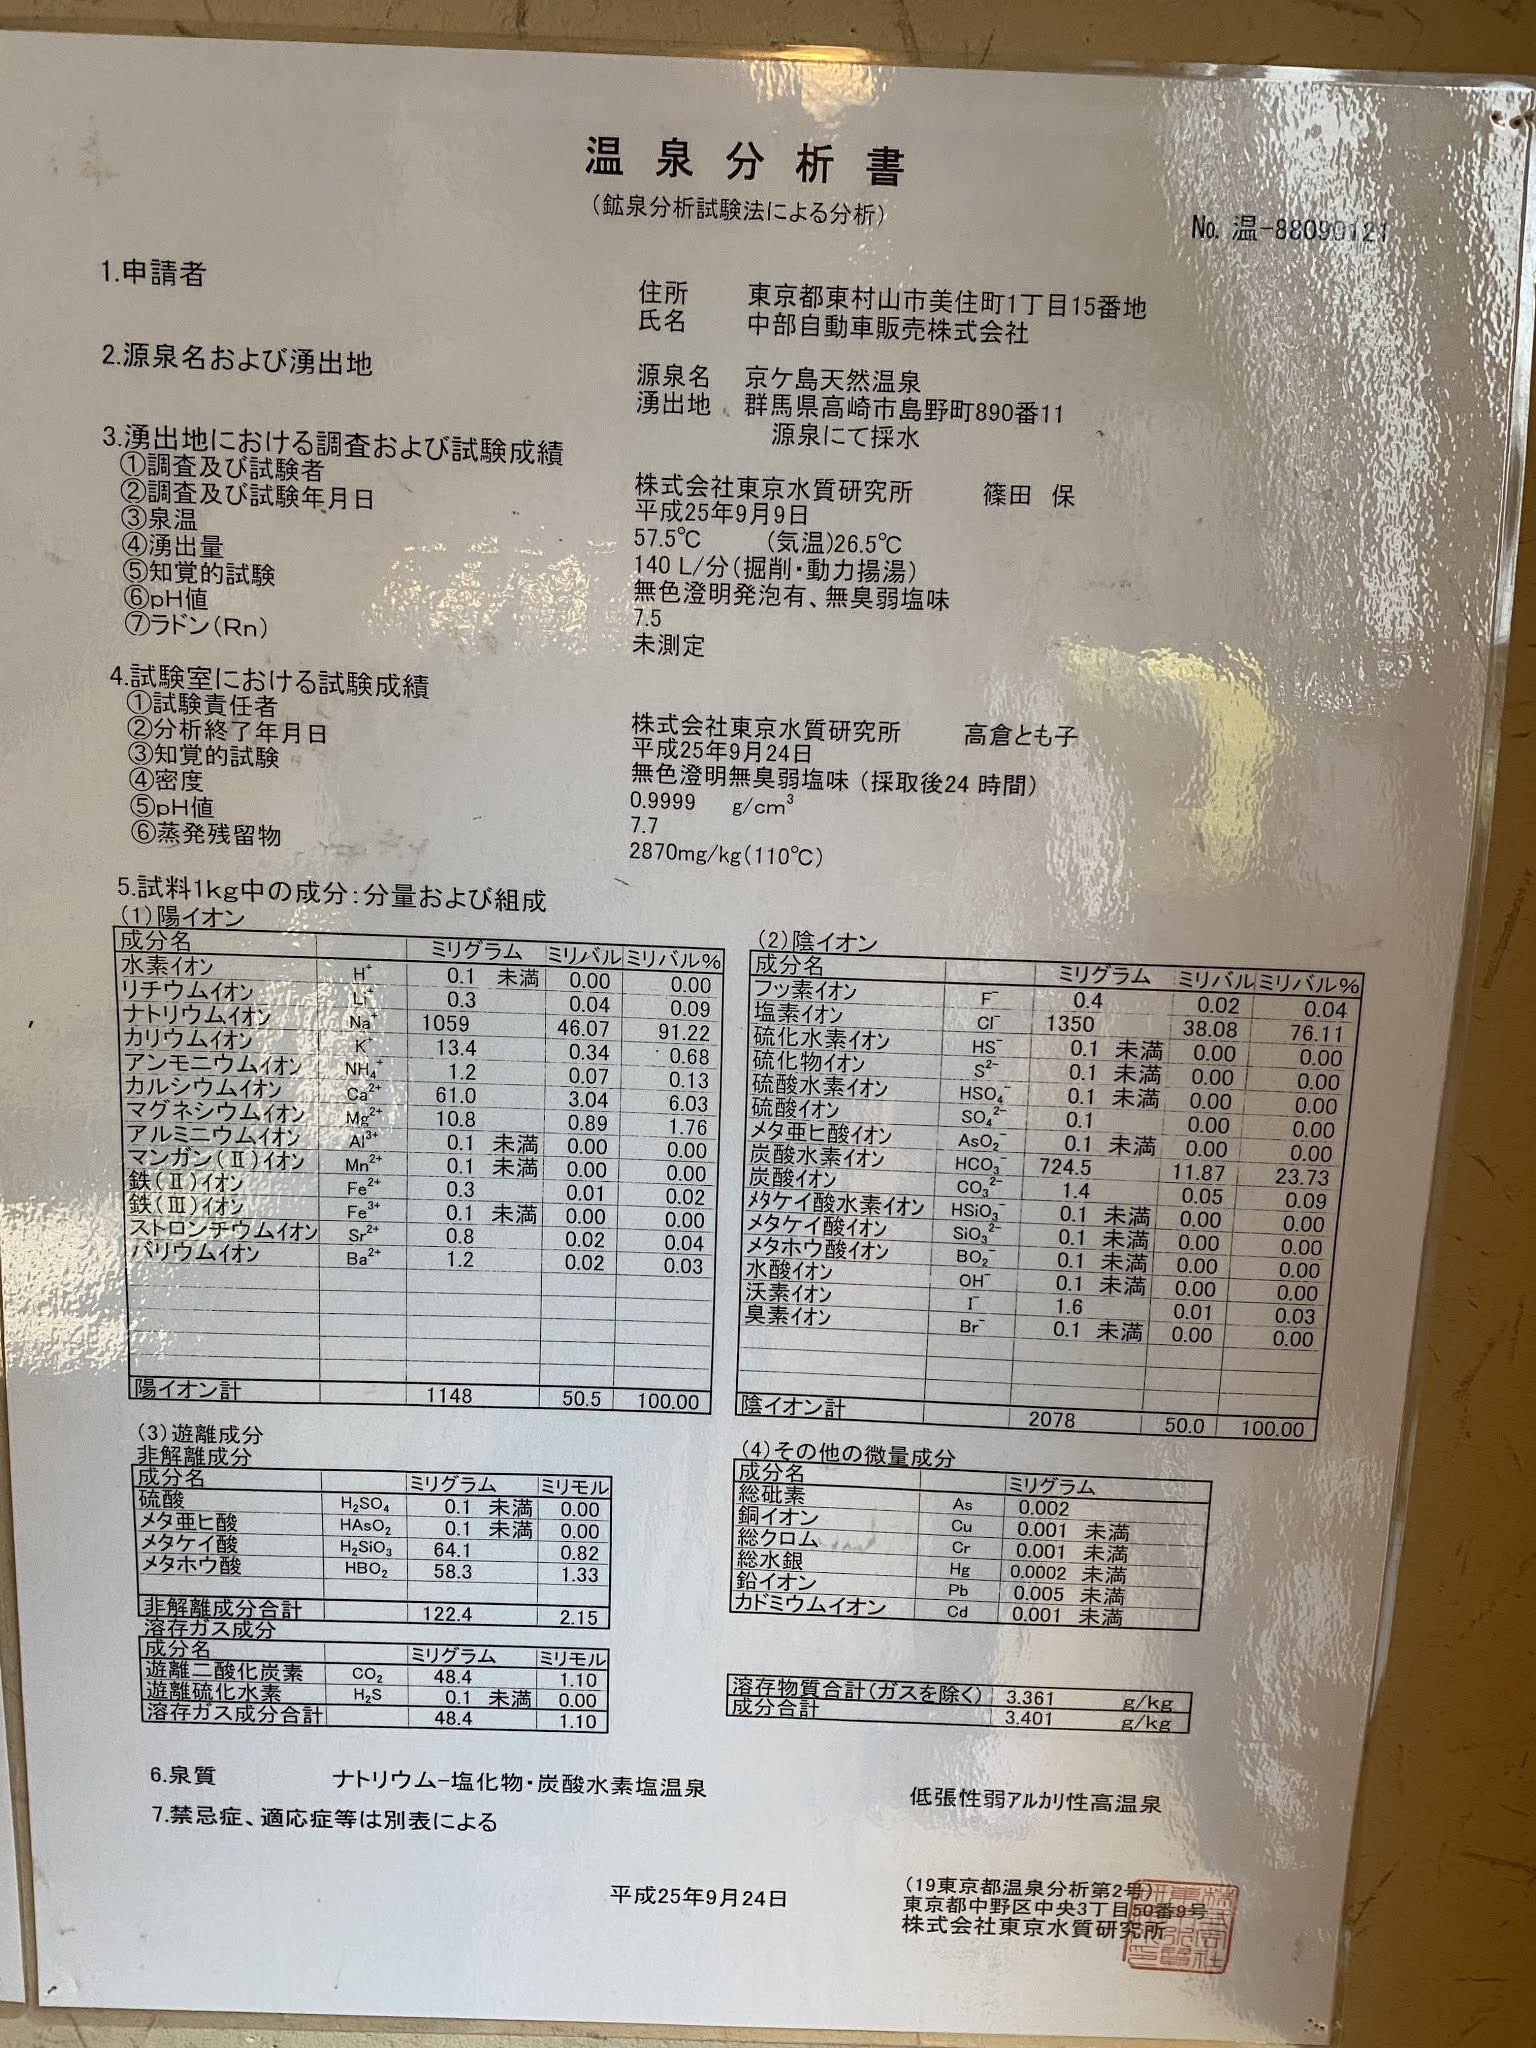 温泉分析書
(鉱泉分析試験法による分析)
No. 温-88090121
1.申請者
住所 東京都東村山市美住町1丁目15番地
氏名 中部自動車販売株式会社
2.源泉名および湧出地
源泉名 京ケ島天然温泉
湧出地 群馬県高崎市島野町890番11
源泉にて採水
3.湧出地における調査および試験成績
①調査及び試験者 株式会社東京水質研究所 篠田 保
②調査及び試験年月日 平成25年9月9日
③泉温 57.5℃ (気温)26.5℃
④湧出量 140 L/分(掘削・動力揚湯)
⑤知覚的試験 無色澄明発泡有、無臭弱塩味
⑥pH値 7.5
⑦ラドン(Rn) 未測定
4.試験室における試験成績
①試験責任者 株式会社東京水質研究所 高倉とも子
②分析終了年月日 平成25年9月24日
③知覚的試験 無色澄明無臭弱塩味 (採取後24 時間)
④密度 0.9999 g/cm³
⑤pH値 7.7
⑥蒸発残留物 2870mg/kg(110℃)
5.試料1kg中の成分:分量および組成
(1)陽イオン
成分名 ミリグラム ミリバル ミリバル%
水素イオン H⁺ 0.1 未満 0.00 0.00
リチウムイオン Li⁺ 0.3 0.04 0.09
ナトリウムイオン Na⁺ 1059 46.07 91.22
カリウムイオン K⁺ 13.4 0.34 0.68
アンモニウムイオン NH₄⁺ 1.2 0.07 0.13
カルシウムイオン Ca²⁺ 61.0 3.04 6.03
マグネシウムイオン Mg²⁺ 10.8 0.89 1.76
アルミニウムイオン Al³⁺ 0.1 未満 0.00 0.00
マンガン(Ⅱ)イオン Mn²⁺ 0.1 未満 0.00 0.00
鉄(Ⅱ)イオン Fe²⁺ 0.3 0.01 0.02
鉄(Ⅲ)イオン Fe³⁺ 0.1 未満 0.00 0.00
ストロンチウムイオン Sr²⁺ 0.8 0.02 0.04
バリウムイオン Ba²⁺ 1.2 0.02 0.03
陽イオン計 1148 50.5 100.00
(2)陰イオン
成分名 ミリグラム ミリバル ミリバル%
フッ素イオン F⁻ 0.4 0.02 0.04
塩素イオン Cl⁻ 1350 38.08 76.11
硫化水素イオン HS⁻ 0.1 未満 0.00 0.00
硫化物イオン S²⁻ 0.1 未満 0.00 0.00
硫酸水素イオン HSO₄⁻ 0.1 未満 0.00 0.00
硫酸イオン SO₄²⁻ 0.1 0.00 0.00
メタ亜ヒ酸イオン AsO₂⁻ 0.1 未満 0.00 0.00
炭酸水素イオン HCO₃⁻ 724.5 11.87 23.73
炭酸イオン CO₃²⁻ 1.4 0.05 0.09
メタケイ酸水素イオン HSiO₃⁻ 0.1 未満 0.00 0.00
メタケイ酸イオン SiO₃²⁻ 0.1 未満 0.00 0.00
メタホウ酸イオン BO₂⁻ 0.1 未満 0.00 0.00
水酸イオン OH⁻ 0.1 未満 0.00 0.00
沃素イオン I⁻ 1.6 0.01 0.03
臭素イオン Br⁻ 0.1 未満 0.00 0.00
陰イオン計 2078 50.0 100.00
(3)遊離成分
非解離成分
成分名 ミリグラム ミリモル
硫酸 H₂SO₄ 0.1 未満 0.00
メタ亜ヒ酸 HAsO₂ 0.1 未満 0.00
メタケイ酸 H₂SiO₃ 64.1 0.82
メタホウ酸 HBO₂ 58.3 1.33
非解離成分合計 122.4 2.15
溶存ガス成分
成分名 ミリグラム ミリモル
遊離二酸化炭素 CO₂ 48.4 1.10
遊離硫化水素 H₂S 0.1 未満 0.00
溶存ガス成分合計 48.4 1.10
(4)その他の微量成分
成分名 ミリグラム
総砒素 As 0.002
銅イオン Cu 0.001 未満
総クロム Cr 0.001 未満
総水銀 Hg 0.0002 未満
鉛イオン Pb 0.005 未満
カドミウムイオン Cd 0.001 未満
溶存物質合計(ガスを除く) 3.361 g/kg
成分合計 3.401 g/kg
6.泉質 ナトリウム-塩化物・炭酸水素塩温泉 低張性弱アルカリ性高温泉
7.禁忌症、適応症等は別表による
平成25年9月24日
(19東京都温泉分析第2号)
東京都中野区中央3丁目50番9号
株式会社東京水質研究所